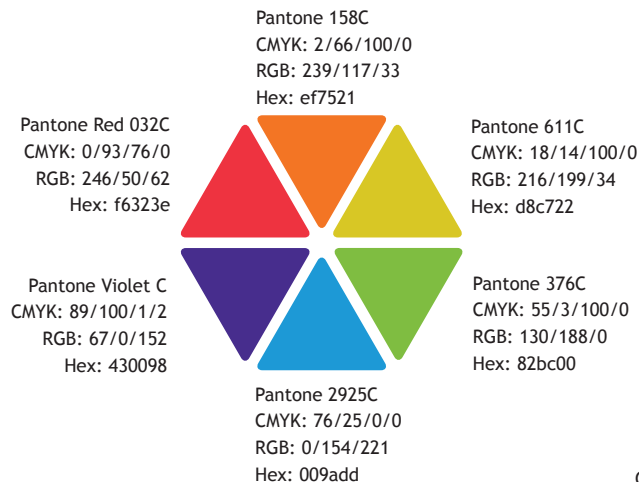 Pantone 158C
CMYK: 2/66/100/0
RGB: 239/117/33
Hex: ef7521
Pantone Red 032C
CMYK: 0/93/76/0
RGB: 246/50/62
Hex: f6323e
Pantone 611C
CMYK: 18/14/100/0
RGB: 216/199/34
Hex: d8c722
Pantone Violet C
CMYK: 89/100/1/2
RGB: 67/0/152
Hex: 430098
Pantone 376C
CMYK: 55/3/100/0
RGB: 130/188/0
Hex: 82bc00
Pantone 2925C
CMYK: 76/25/0/0
RGB: 0/154/221
Hex: 009add